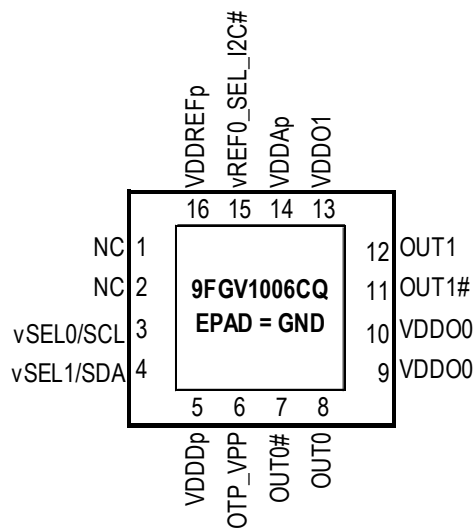 VDDREFp
vREF0_SEL_I2C#
VDDAp
VDDO1
16 15 14 13
NC 1
NC 2
vSEL0/SCL 3
vSEL1/SDA 4
9FGV1006CQ
EPAD = GND
12 OUT1
11 OUT1#
10 VDDO0
9 VDDO0
5 6 7 8
VDDDp
OTP_VPP
OUT0#
OUT0